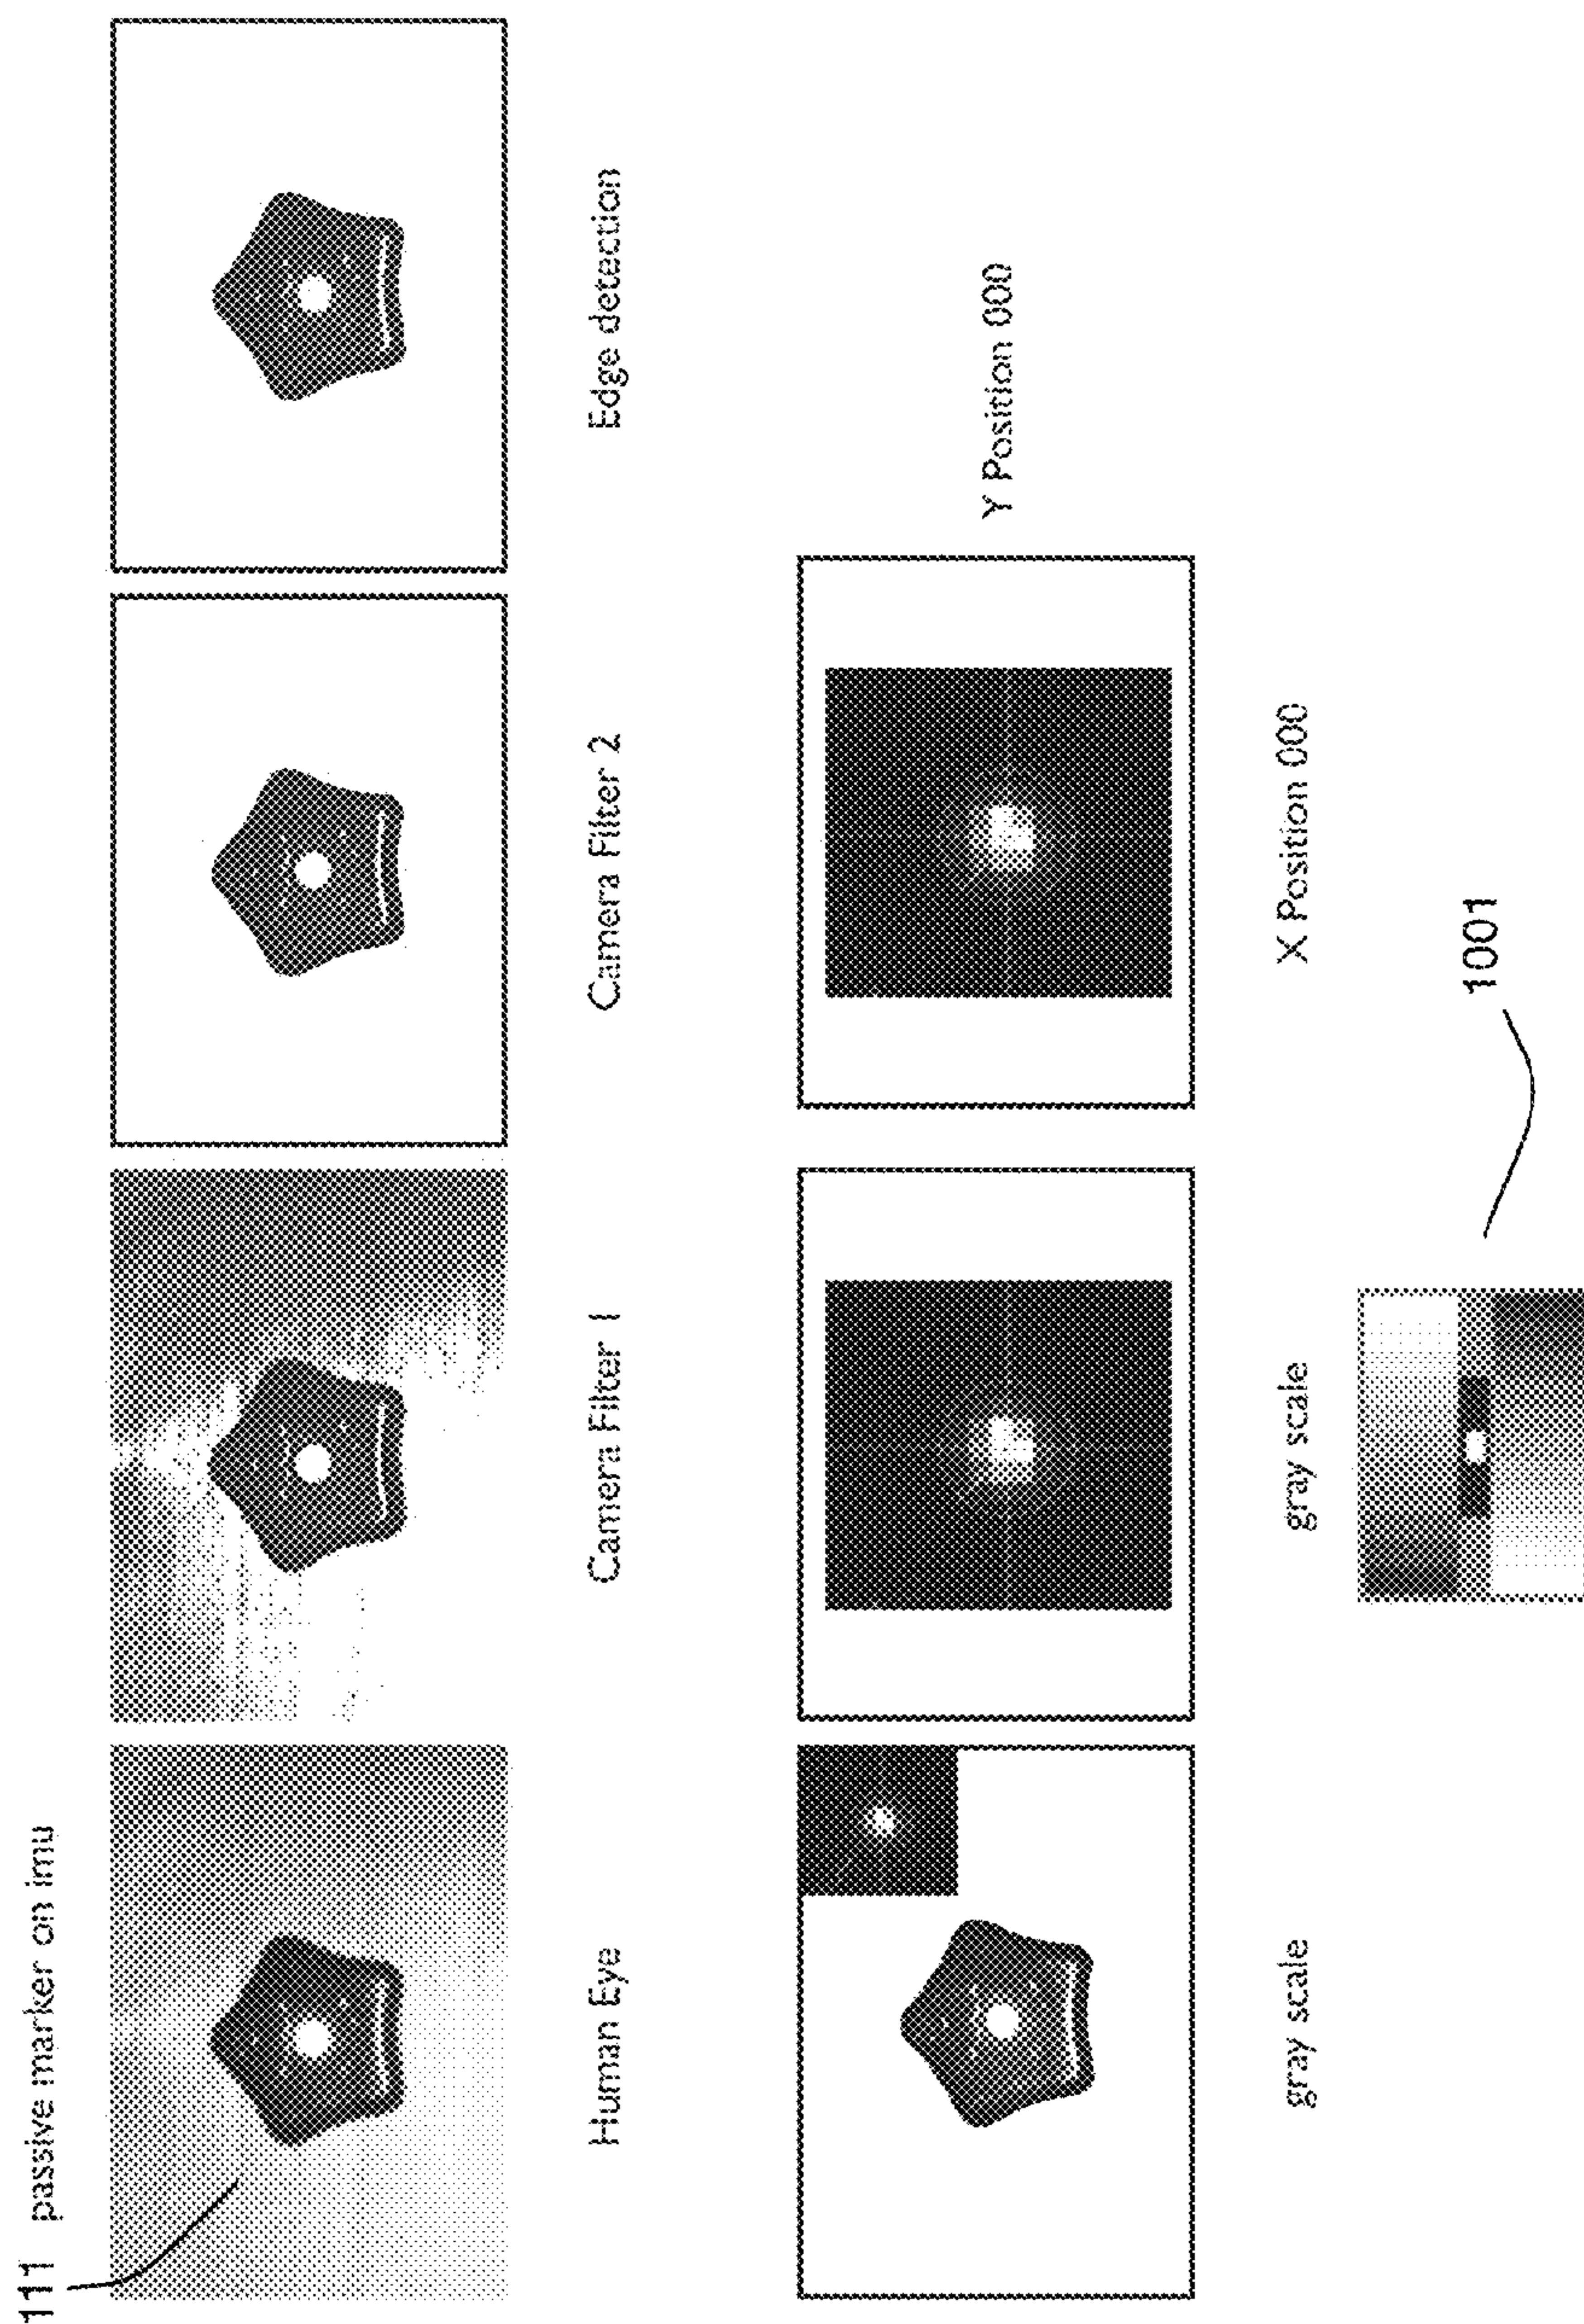 111 passive marker on imu
Human Eye
Camera Filter 1
Camera Filter 2
Edge detection
gray scale
gray scale
X Position 000
Y Position 000
1001